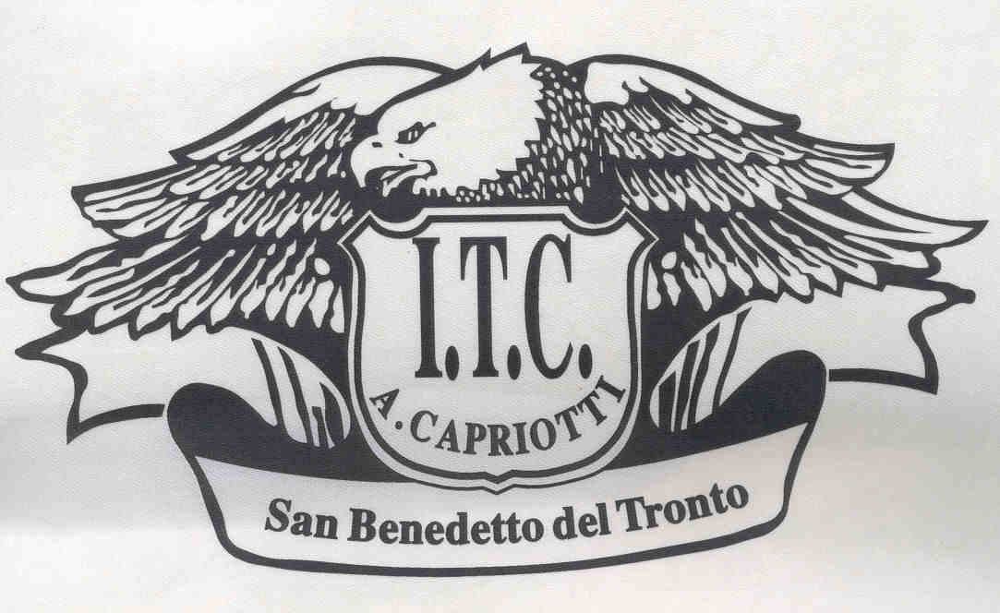 I.T.C.
A. CAPRIOTTI
San Benedetto del Tronto